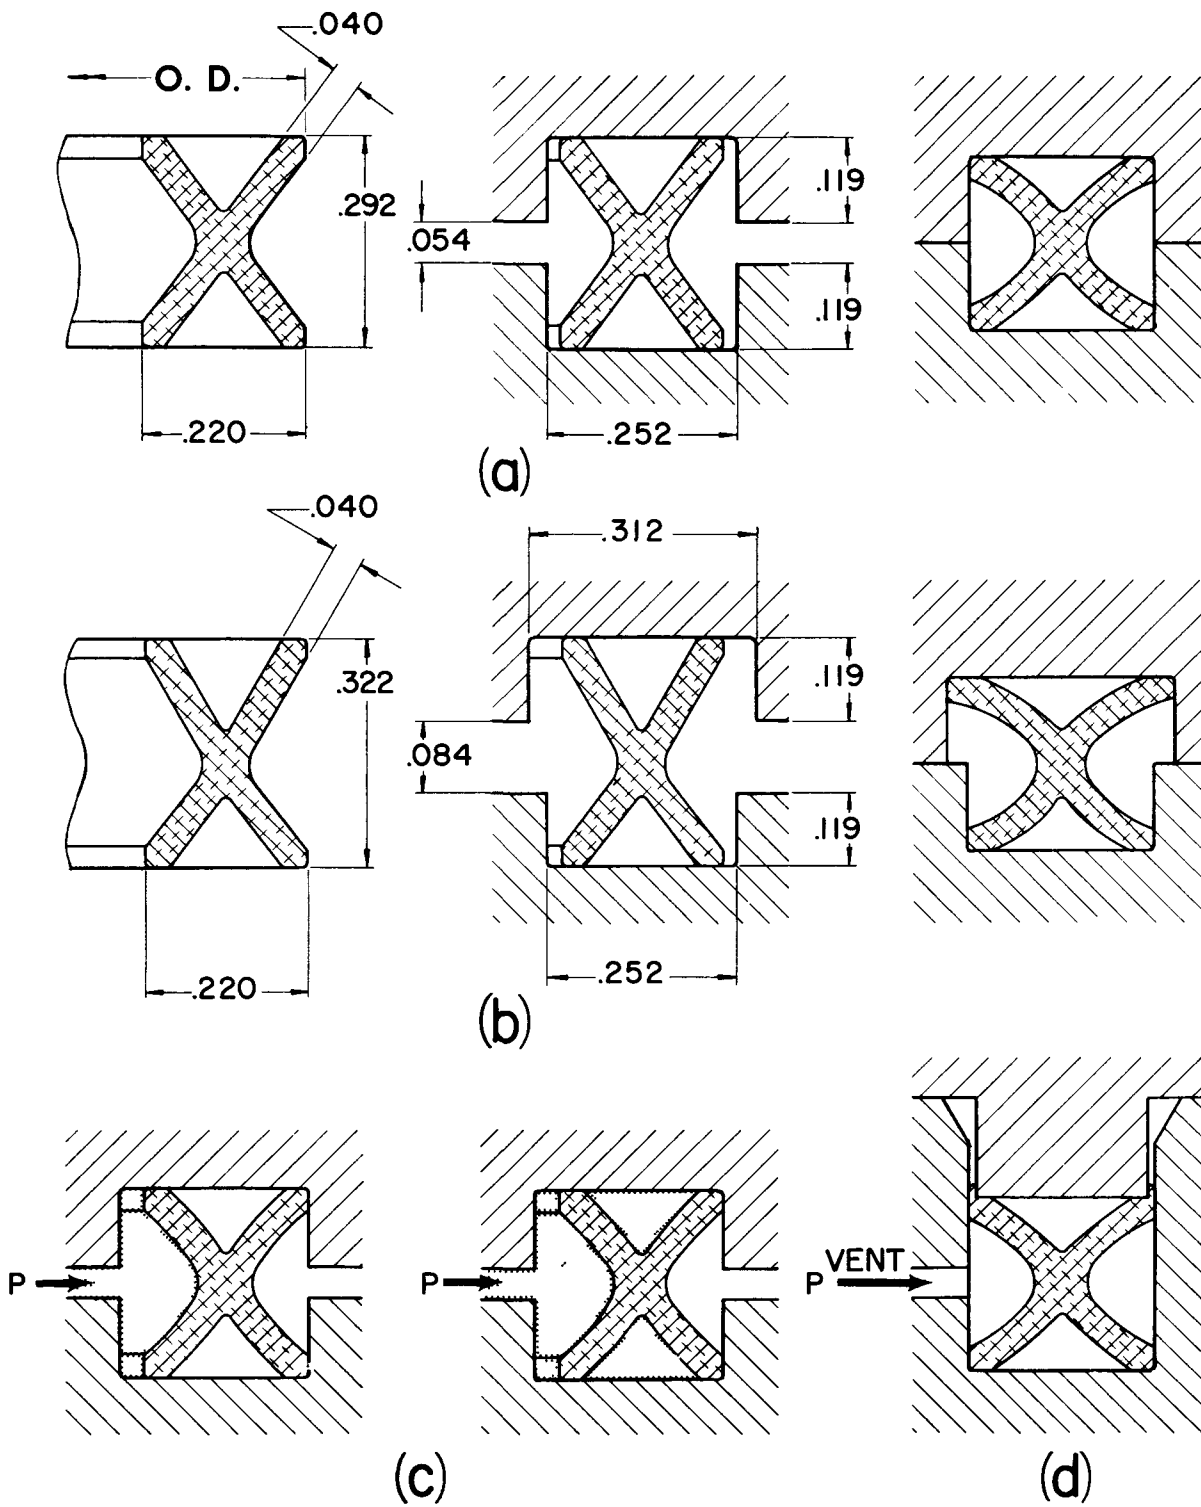 .040
O. D.
.292
.220
.054
.119
.119
.252
(a)
.040
.322
.220
.312
.084
.119
.119
.252
(b)
P
P
(c)
VENT
P
(d)